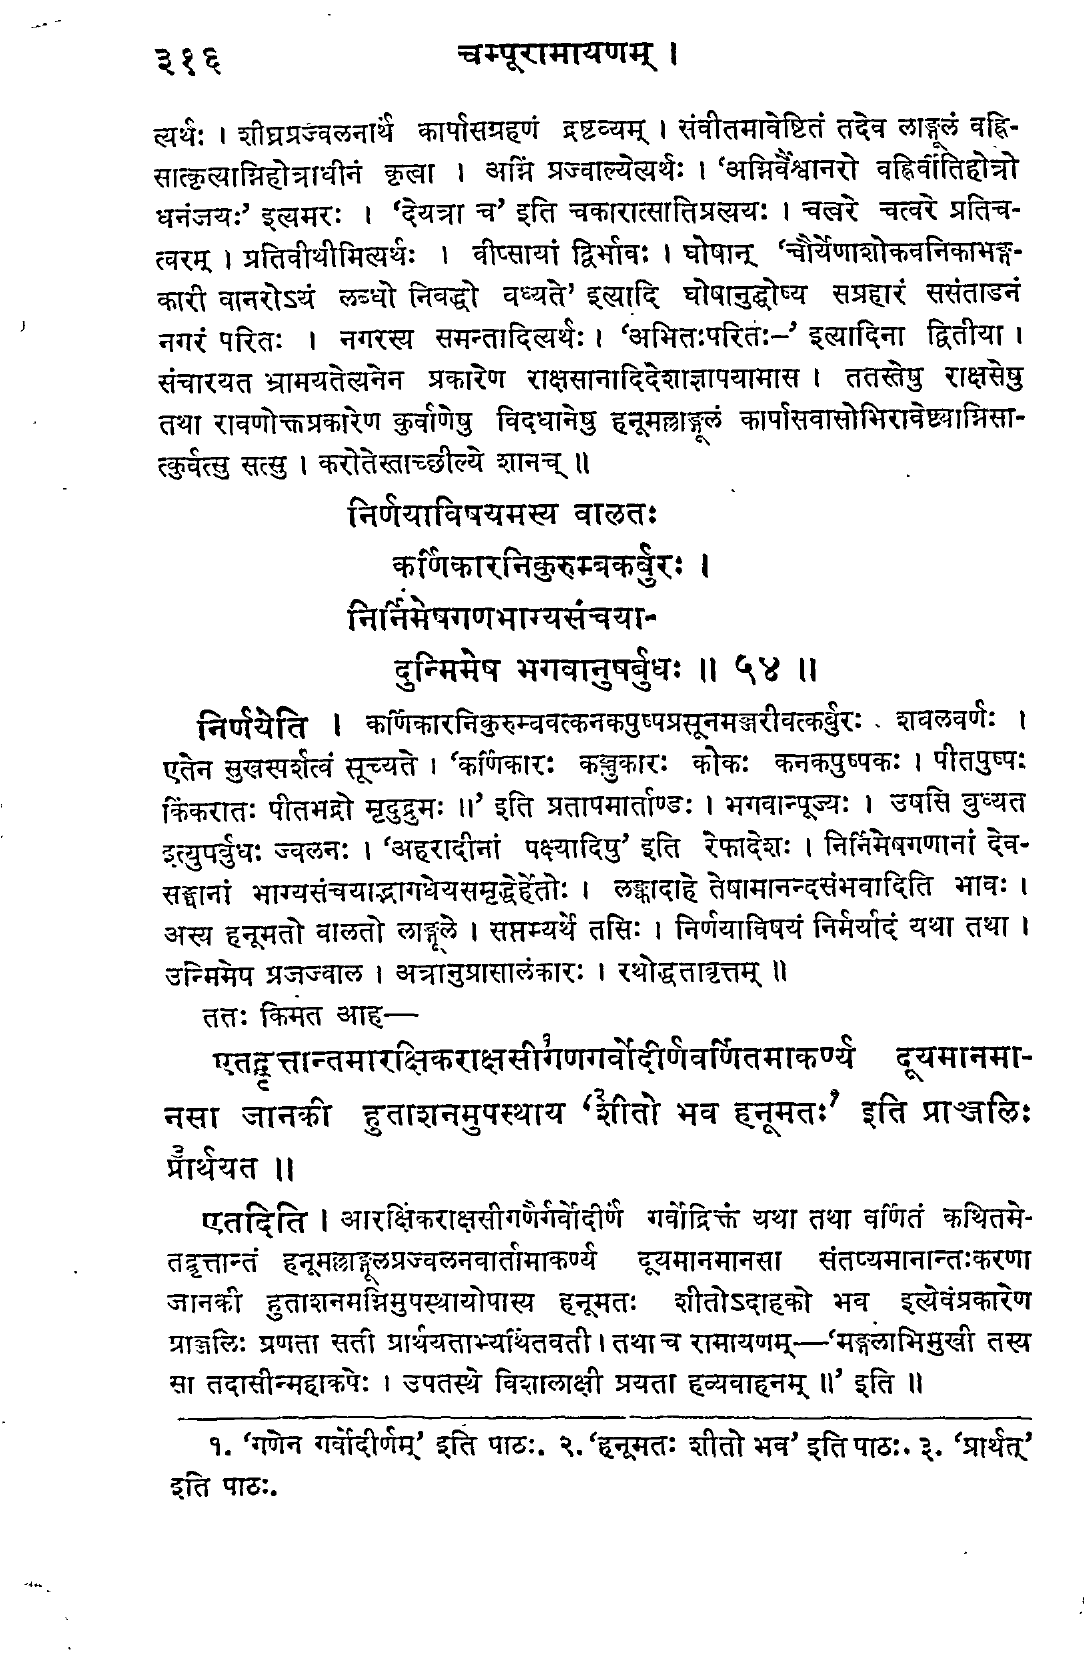 ३१६ चम्पूरामायणम् ।
त्यर्थः । शीघ्रप्रज्वलनार्थं कार्पासग्रहणं द्रष्टव्यम् । संवीतमावेष्टितं तदेव लाङ्गूलं वह्नि-
सात्कृत्याग्निहोत्राधीनं कृत्वा । अग्निं प्रज्वाल्येत्यर्थः । ‘अग्निर्वैश्वानरो वह्निर्वीतिहोत्रो
धनंजयः’ इत्यमरः । ‘देयत्रा च’ इति चकारात्सातिप्रत्ययः । चत्वरे चत्वरे प्रतिच-
त्वरम् । प्रतिवीथीमित्यर्थः । वीप्सायां द्विर्भावः । घोषान् ‘चौर्येणाशोकवनिकाभङ्ग-
कारी वानरोऽयं लब्धो निवद्धो वध्यते’ इत्यादि घोषानुद्धोष्य सप्रहारं ससंताडनं
नगरं परितः । नगरस्य समन्तादित्यर्थः । ‘अभितःपरितः–’ इत्यादिना द्वितीया ।
संचारयत भ्रामयतेत्यनेन प्रकारेण राक्षसानादिदेशाज्ञापयामास । ततस्तेषु राक्षसेषु
तथा रावणोक्तप्रकारेण कुर्वाणेषु विदधानेषु हनूमल्लाङ्गूलं कार्पासवासोभिरावेष्ट्याग्निसा-
त्कुर्वत्सु सत्सु । करोतेस्ताच्छील्ये शानच् ॥
निर्णयाविषयमस्य वालतः
कर्णिकारनिकुरुम्बकर्बुरः ।
निर्निमेषगणभाग्यसंचया-
दुन्मिमेष भगवानुषर्बुधः ॥ ५४ ॥
निर्णयेति । कर्णिकारनिकुरुम्ववत्कनकपुष्पप्रसूनमञ्जरीवत्कर्बुरः शवलवर्णः ।
एतेन सुखस्पर्शत्वं सूच्यते । ‘कर्णिकारः कञ्चुकारः कोकः कनकपुष्पकः । पीतपुष्पः
किंकरातः पीतभद्रो मृदुद्रुमः ॥’ इति प्रतापमार्ताण्डः । भगवान्पूज्यः । उषसि वुध्यत
इत्युषर्बुधः ज्वलनः । ‘अहरादीनां पक्ष्यादिषु’ इति रेफादेशः । निर्निमेषगणानां देव-
सङ्घानां भाग्यसंचयाद्भागधेयसमृद्धेर्हेतोः । लङ्कादाहे तेषामानन्दसंभवादिति भावः ।
अस्य हनूमतो वालतो लाङ्गूले । सप्तम्यर्थे तसिः । निर्णयाविषयं निर्मर्यादं यथा तथा ।
उन्मिमेष प्रजज्वाल । अत्रानुप्रासालंकारः । रथोद्धतावृत्तम् ॥
ततः किमत आह—
एतद्वृत्तान्तमारक्षिकराक्षसीगणगर्वोदीर्णवर्णितमाकर्ण्य दूयमानमा-
नसा जानकी हुताशनमुपस्थाय ‘शीतो भव हनूमतः’ इति प्राञ्जलिः
प्रार्थयत ॥
एतदिति । आरक्षिकराक्षसीगणैर्गर्वोदीर्णं गर्वोद्रिक्तं यथा तथा वर्णितं कथितमे-
तद्वृत्तान्तं हनूमल्लाङ्गूलप्रज्वलनवार्तामाकर्ण्य दूयमानमानसा संतप्यमानान्तःकरणा
जानकी हुताशनमग्निमुपस्थायोपास्य हनूमतः शीतोऽदाहको भव इत्येवंप्रकारेण
प्राञ्जलिः प्रणता सती प्रार्थयताभ्यर्थितवती । तथा च रामायणम्—‘मङ्गलाभिमुखी तस्य
सा तदासीन्महाकपेः । उपतस्थे विशालाक्षी प्रयता हव्यवाहनम् ॥’ इति ॥
१. ‘गणेन गर्वोदीर्णम्’ इति पाठः. २. ‘हनूमतः शीतो भव’ इति पाठः. ३. ‘प्रार्थत्’
इति पाठः.